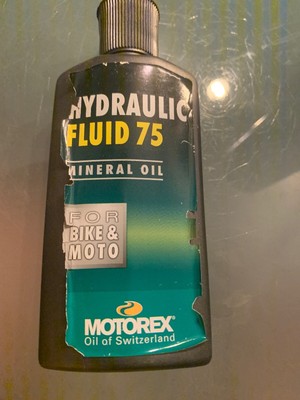 HYDRAULIC
FLUID 75
MINERAL OIL
FOR
BIKE &
MOTO
MOTOREX®
Oil of Switzerland